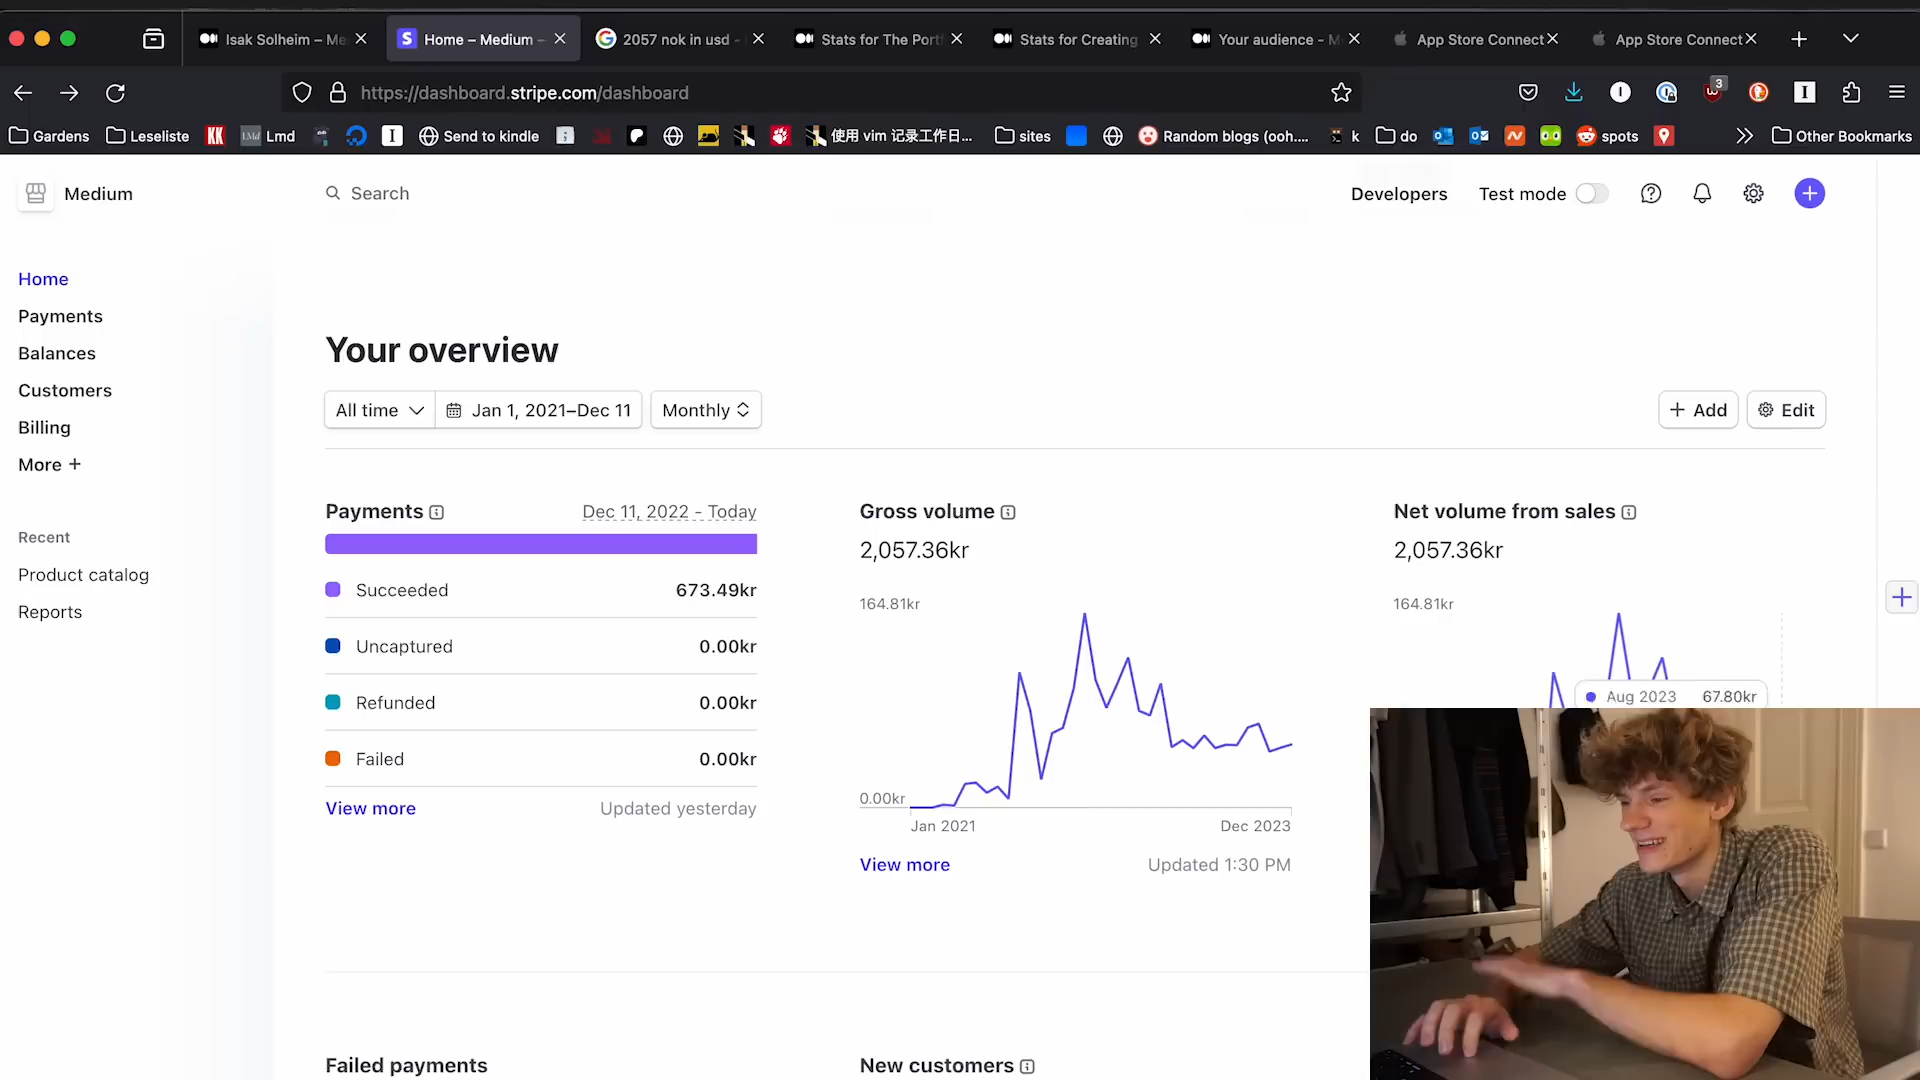 Isak Solheim – Me
Home – Medium –
2057 nok in usd -
Stats for The Portf
Stats for Creating
Your audience – M
App Store Connect
App Store Connect
https://dashboard.stripe.com/dashboard
3
Gardens
Leseliste
KK
LMd
Lmd
Send to kindle
使用 vim 记录工作日...
sites
Random blogs (ooh....
k
do
spots
Other Bookmarks
Medium
Search
Developers
Test mode
Home
Payments
Balances
Customers
Billing
More +
Recent
Product catalog
Reports
Your overview
All time
Jan 1, 2021–Dec 11
Monthly
+ Add
Edit
Payments
Dec 11, 2022 - Today
Succeeded 673.49kr
Uncaptured 0.00kr
Refunded 0.00kr
Failed 0.00kr
View more
Updated yesterday
Gross volume
2,057.36kr
164.81kr
0.00kr
Jan 2021
Dec 2023
View more
Updated 1:30 PM
Net volume from sales
2,057.36kr
164.81kr
Aug 2023 67.80kr
Failed payments
New customers